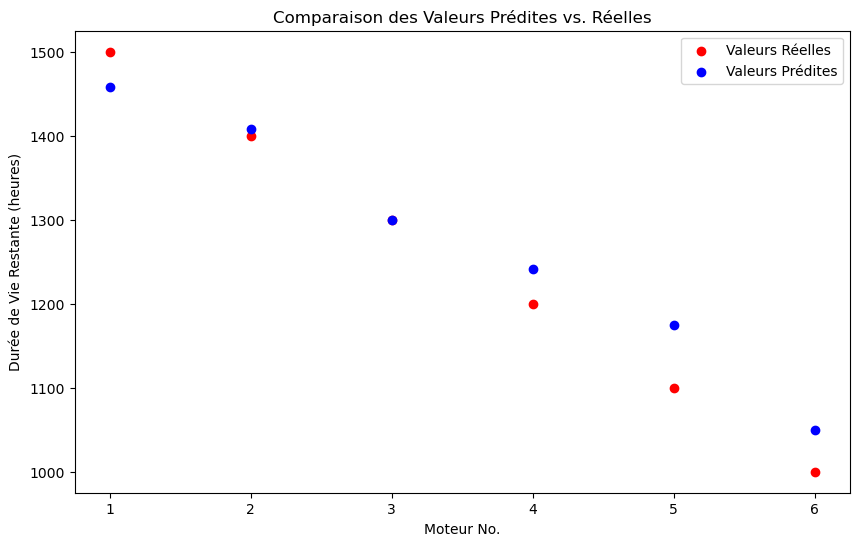 Comparaison des Valeurs Prédites vs. Réelles
Valeurs Réelles
Valeurs Prédites
Durée de Vie Restante (heures)
1500
1400
1300
1200
1100
1000
1 2 3 4 5 6
Moteur No.